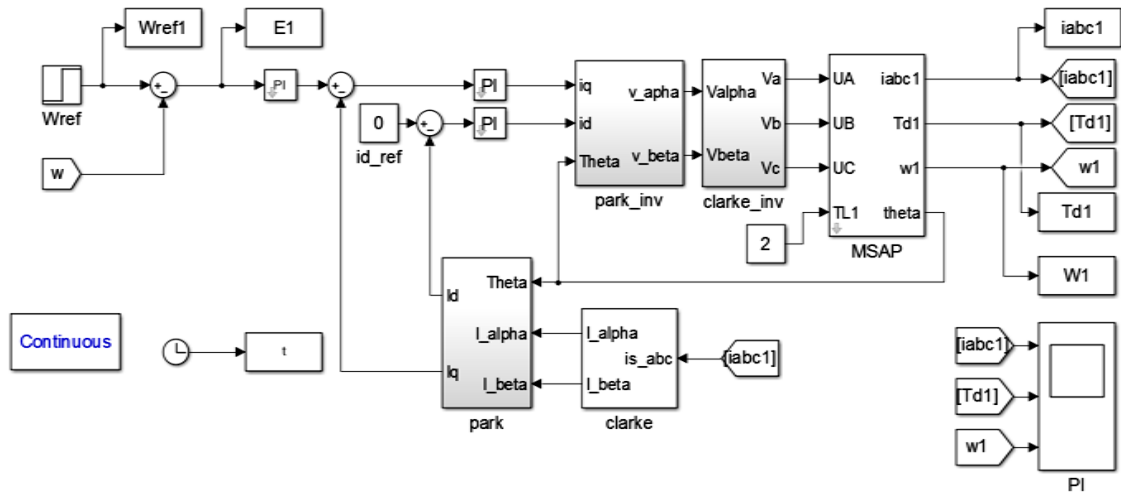 Wref1
E1
iabc1
Wref
+
-
PI
+
-
PI
iq
id
Theta
v_apha
v_beta
park_inv
Valpha
Vbeta
Va
Vb
Vc
clarke_inv
UA
UB
UC
TL1
iabc1
Td1
w1
theta
MSAP
[iabc1]
[Td1]
w1
Td1
W1
w
0
id_ref
+
-
PI
2
Theta
Id
I_alpha
Iq
I_beta
park
I_alpha
is_abc
I_beta
clarke
[iabc1]
Continuous
t
[iabc1]
[Td1]
w1
PI